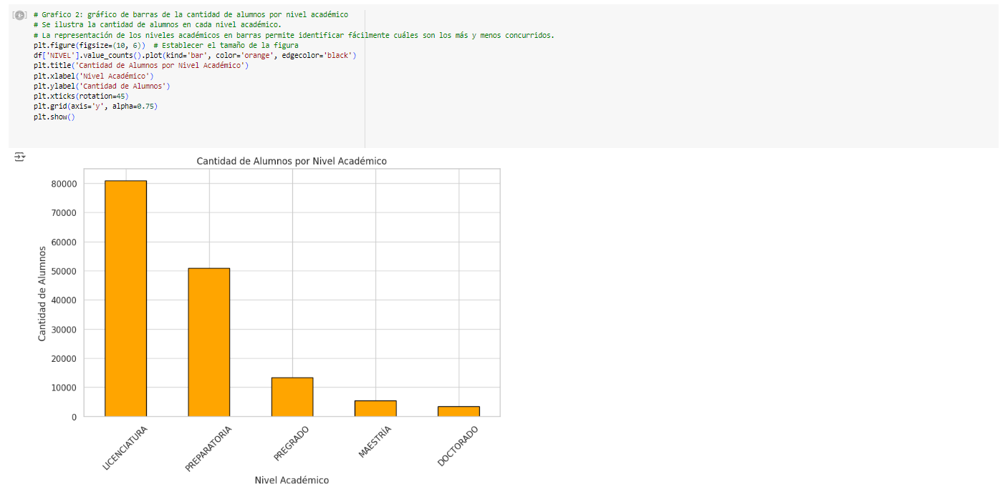 # Grafico 2: gráfico de barras de la cantidad de alumnos por nivel académico
# Se ilustra la cantidad de alumnos en cada nivel académico.
# La representación de los niveles académicos en barras permite identificar fácilmente cuáles son los más y menos concurridos.
plt.figure(figsize=(10, 6))  # Establecer el tamaño de la figura
df['NIVEL'].value_counts().plot(kind='bar', color='orange', edgecolor='black')
plt.title('Cantidad de Alumnos por Nivel Académico')
plt.xlabel('Nivel Académico')
plt.ylabel('Cantidad de Alumnos')
plt.xticks(rotation=45)
plt.grid(axis='y', alpha=0.75)
plt.show()
Cantidad de Alumnos por Nivel Académico
Cantidad de Alumnos
80000
70000
60000
50000
40000
30000
20000
10000
0
LICENCIATURA
PREPARATORIA
PREGRADO
MAESTRÍA
DOCTORADO
Nivel Académico